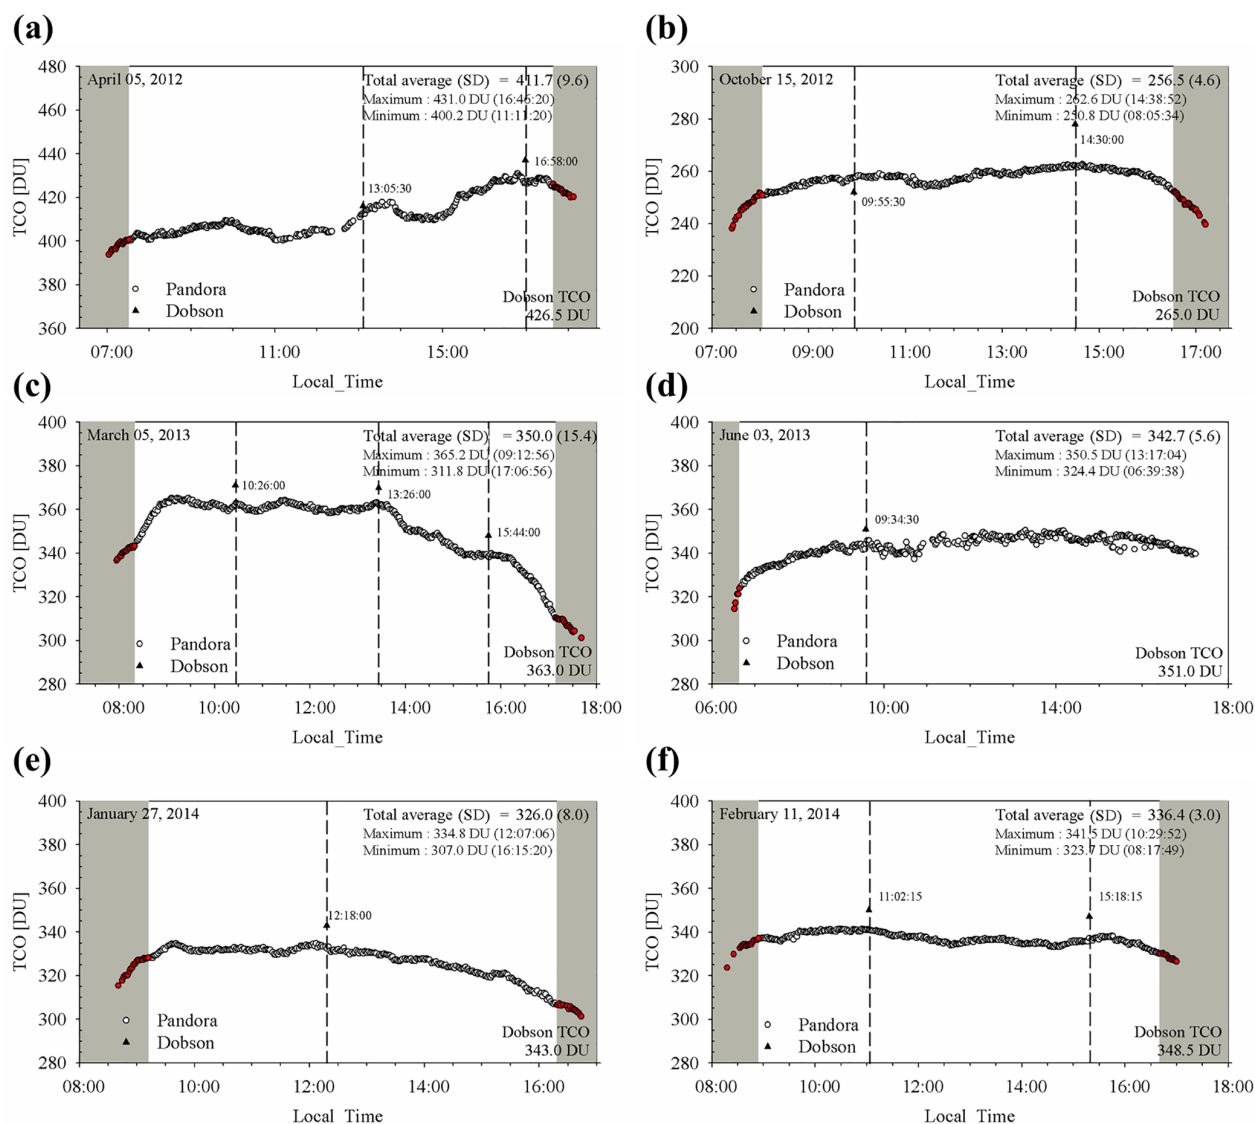 (a)
April 05, 2012
Total average (SD) = 411.7 (9.6)
Maximum : 431.0 DU (16:46:20)
Minimum : 400.2 DU (11:11:20)
13:05:30
16:58:00
TCO [DU]
480
460
440
420
400
380
360
Pandora
Dobson
Dobson TCO
426.5 DU
07:00 11:00 15:00
Local_Time
(b)
October 15, 2012
Total average (SD) = 256.5 (4.6)
Maximum : 262.6 DU (14:38:52)
Minimum : 250.8 DU (08:05:34)
14:30:00
09:55:30
TCO [DU]
300
280
260
240
220
200
Pandora
Dobson
Dobson TCO
265.0 DU
07:00 09:00 11:00 13:00 15:00 17:00
Local_Time
(c)
March 05, 2013
Total average (SD) = 350.0 (15.4)
Maximum : 365.2 DU (09:12:56)
Minimum : 311.8 DU (17:06:56)
10:26:00
13:26:00
15:44:00
TCO [DU]
400
380
360
340
320
300
280
Pandora
Dobson
Dobson TCO
363.0 DU
08:00 10:00 12:00 14:00 16:00 18:00
Local_Time
(d)
June 03, 2013
Total average (SD) = 342.7 (5.6)
Maximum : 350.5 DU (13:17:04)
Minimum : 324.4 DU (06:39:38)
09:34:30
TCO [DU]
400
380
360
340
320
300
280
Pandora
Dobson
Dobson TCO
351.0 DU
06:00 10:00 14:00 18:00
Local_Time
(e)
January 27, 2014
Total average (SD) = 326.0 (8.0)
Maximum : 334.8 DU (12:07:06)
Minimum : 307.0 DU (16:15:20)
12:18:00
TCO [DU]
400
380
360
340
320
300
280
Pandora
Dobson
Dobson TCO
343.0 DU
08:00 10:00 12:00 14:00 16:00
Local_Time
(f)
February 11, 2014
Total average (SD) = 336.4 (3.0)
Maximum : 341.5 DU (10:29:52)
Minimum : 323.7 DU (08:17:49)
11:02:15
15:18:15
TCO [DU]
400
380
360
340
320
300
280
Pandora
Dobson
Dobson TCO
348.5 DU
08:00 10:00 12:00 14:00 16:00 18:00
Local_Time